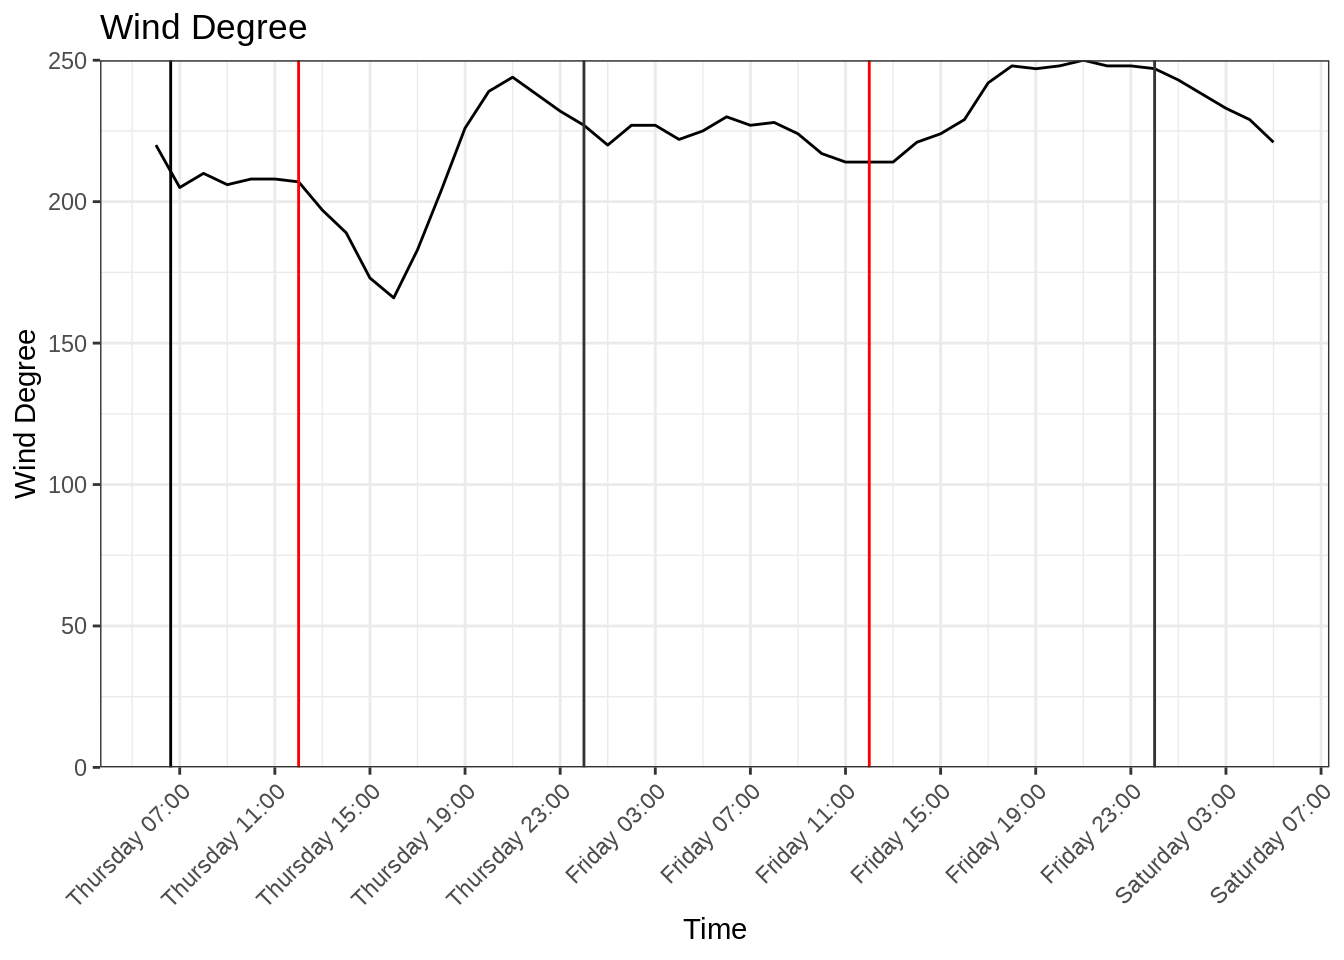 Wind Degree
Wind Degree
250
200
150
100
50
0
Thursday 07:00
Thursday 11:00
Thursday 15:00
Thursday 19:00
Thursday 23:00
Friday 03:00
Friday 07:00
Friday 11:00
Friday 15:00
Friday 19:00
Friday 23:00
Saturday 03:00
Saturday 07:00
Time